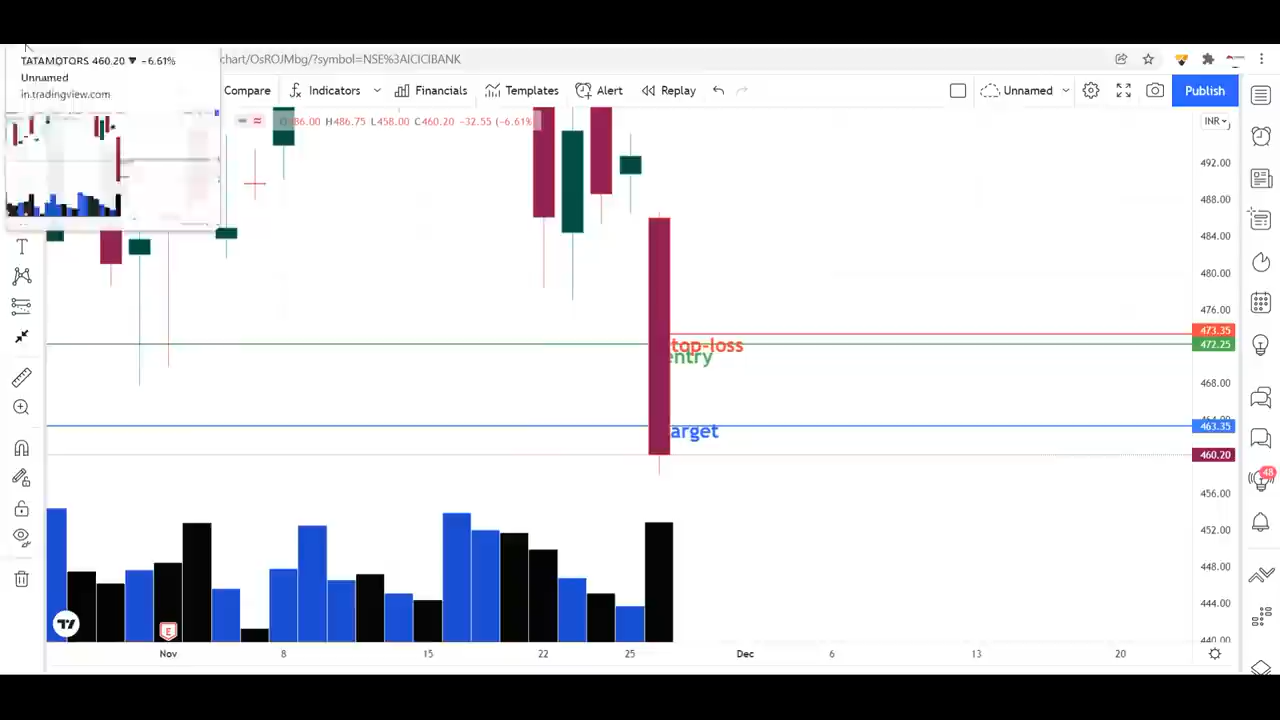 TATAMOTORS 460.20 ▼ −6.61%
Unnamed
in.tradingview.com
chart/OsROJMbg/?symbol=NSE%3AICICIBANK
Compare Indicators Financials Templates Alert Replay Unnamed Publish
486.00 H486.75 L458.00 C460.20 −32.55 (−6.61%
INR
492.00
488.00
484.00
480.00
476.00
473.35
top-loss
472.25
entry
468.00
463.35
arget
460.20
456.00
48
452.00
448.00
444.00
440.00
E
Nov 8 15 22 25 Dec 6 13 20